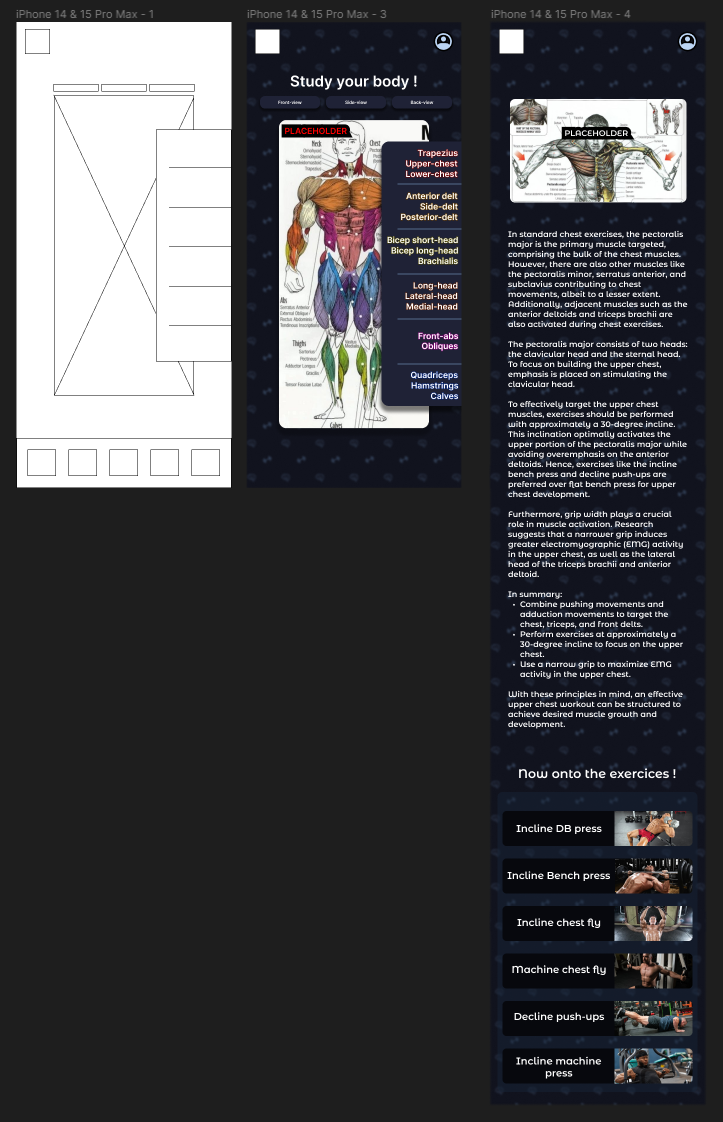 iPhone 14 & 15 Pro Max - 1
iPhone 14 & 15 Pro Max - 3
iPhone 14 & 15 Pro Max - 4
Study your body !
Front-view
Side-view
Back-view
PLACEHOLDER
Neck
Chest
Trapezius
Upper-chest
Lower-chest
Anterior delt
Side-delt
Posterior-delt
Bicep short-head
Bicep long-head
Brachialis
Long-head
Lateral-head
Medial-head
Front-abs
Obliques
Quadriceps
Hamstrings
Calves
Abs
Serratus Anterior
External Oblique
Rectus Abdominis
Tendinous Inscriptions
Thighs
Sartorius
Pectineus
Adductor Longus
Gracilis
Tensor Fasciae Latae
Calves
PLACEHOLDER
In standard chest exercises, the pectoralis
major is the primary muscle targeted,
comprising the bulk of the chest muscles.
However, there are also other muscles like
the pectoralis minor, serratus anterior, and
subclavius contributing to chest
movements, albeit to a lesser extent.
Additionally, adjacent muscles such as the
anterior deltoids and triceps brachii are
also activated during chest exercises.
The pectoralis major consists of two heads:
the clavicular head and the sternal head.
To focus on building the upper chest,
emphasis is placed on stimulating the
clavicular head.
To effectively target the upper chest
muscles, exercises should be performed
with approximately a 30-degree incline.
This inclination optimally activates the
upper portion of the pectoralis major while
avoiding overemphasis on the anterior
deltoids. Hence, exercises like the incline
bench press and decline push-ups are
preferred over flat bench press for upper
chest development.
Furthermore, grip width plays a crucial
role in muscle activation. Research
suggests that a narrower grip induces
greater electromyographic (EMG) activity
in the upper chest, as well as the lateral
head of the triceps brachii and anterior
deltoid.
In summary:
• Combine pushing movements and
adduction movements to target the
chest, triceps, and front delts.
• Perform exercises at approximately a
30-degree incline to focus on the upper
chest.
• Use a narrow grip to maximize EMG
activity in the upper chest.
With these principles in mind, an effective
upper chest workout can be structured to
achieve desired muscle growth and
development.
Now onto the exercices !
Incline DB press
Incline Bench press
Incline chest fly
Machine chest fly
Decline push-ups
Incline machine
press